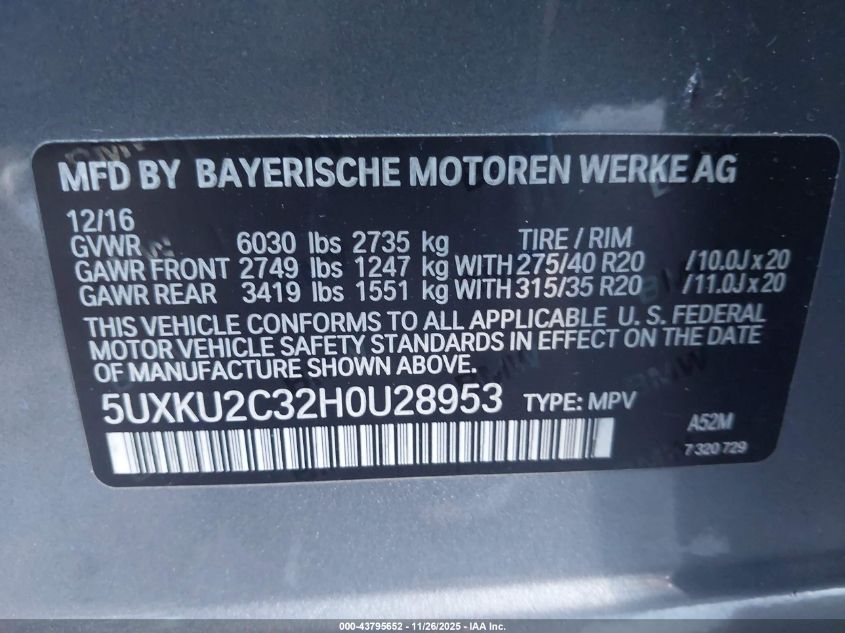 MFD BY BAYERISCHE MOTOREN WERKE AG
12/16
GVWR 6030 lbs 2735 kg TIRE / RIM
GAWR FRONT 2749 lbs 1247 kg WITH 275/40 R20 /10.0J x 20
GAWR REAR 3419 lbs 1551 kg WITH 315/35 R20 /11.0J x 20
THIS VEHICLE CONFORMS TO ALL APPLICABLE U. S. FEDERAL
MOTOR VEHICLE SAFETY STANDARDS IN EFFECT ON THE DATE
OF MANUFACTURE SHOWN ABOVE.
5UXKU2C32H0U28953 TYPE: MPV
A52M
7 320 729
000-43795652 - 11/26/2025 - IAA Inc.